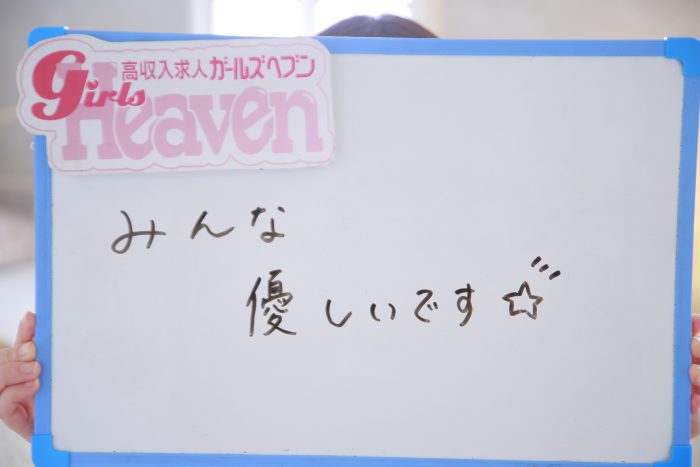 高収入求人ガールズヘブン
Girls
Heaven
みんな
優しいです☆